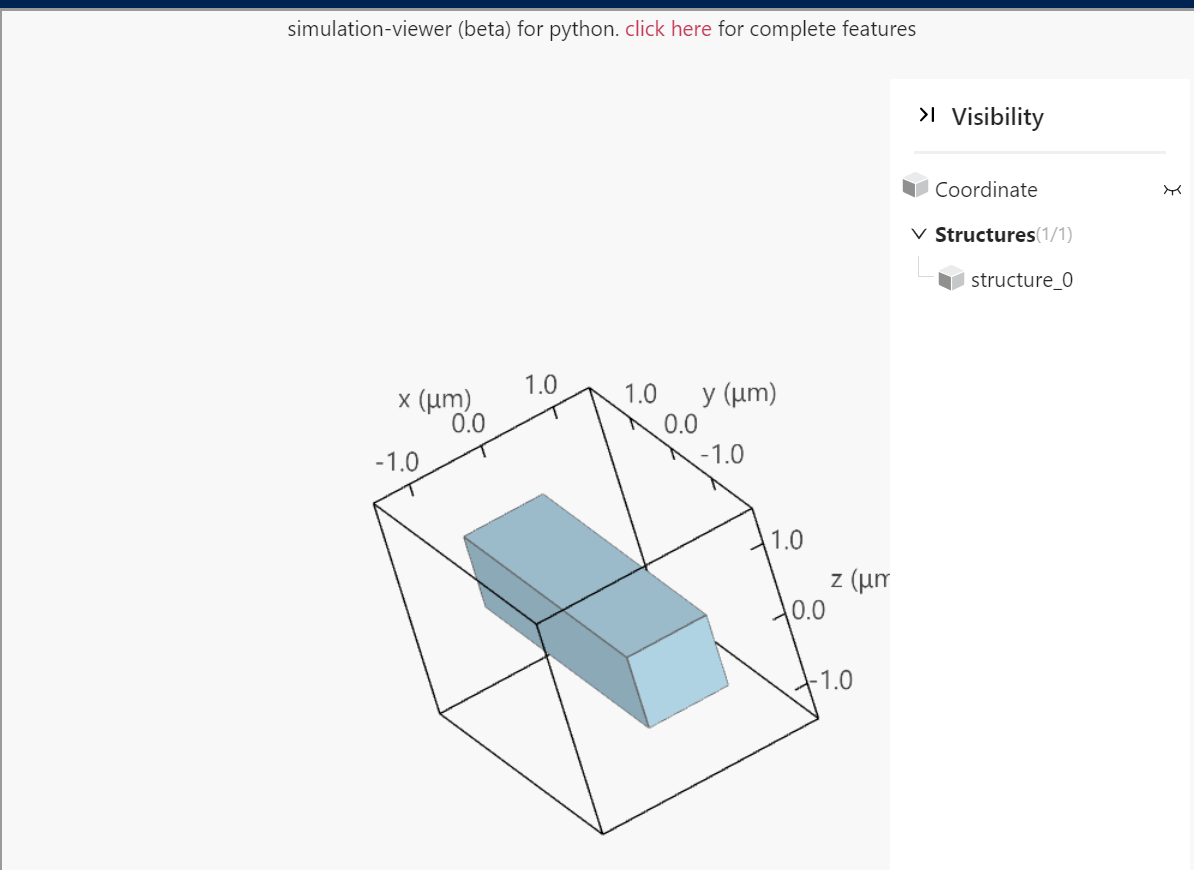 simulation-viewer (beta) for python. click here for complete features
Visibility
Coordinate
Structures(1/1)
structure_0
x (μm)
-1.0
0.0
1.0
y (μm)
1.0
0.0
-1.0
z (μm
1.0
0.0
-1.0